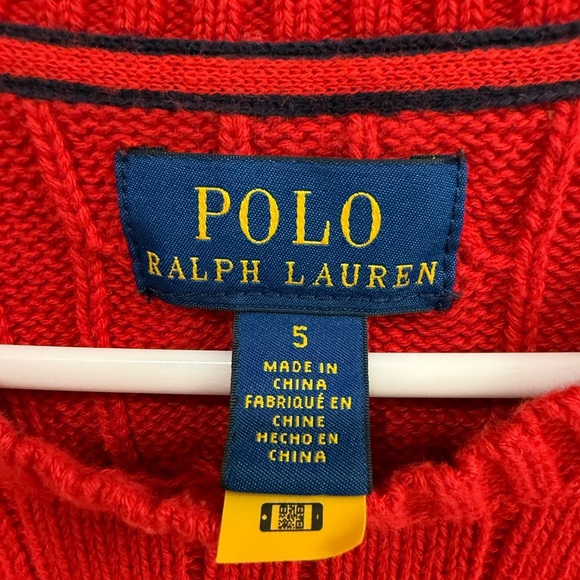 POLO
RALPH LAUREN
5
MADE IN
CHINA
FABRIQUÉ EN
CHINE
HECHO EN
CHINA